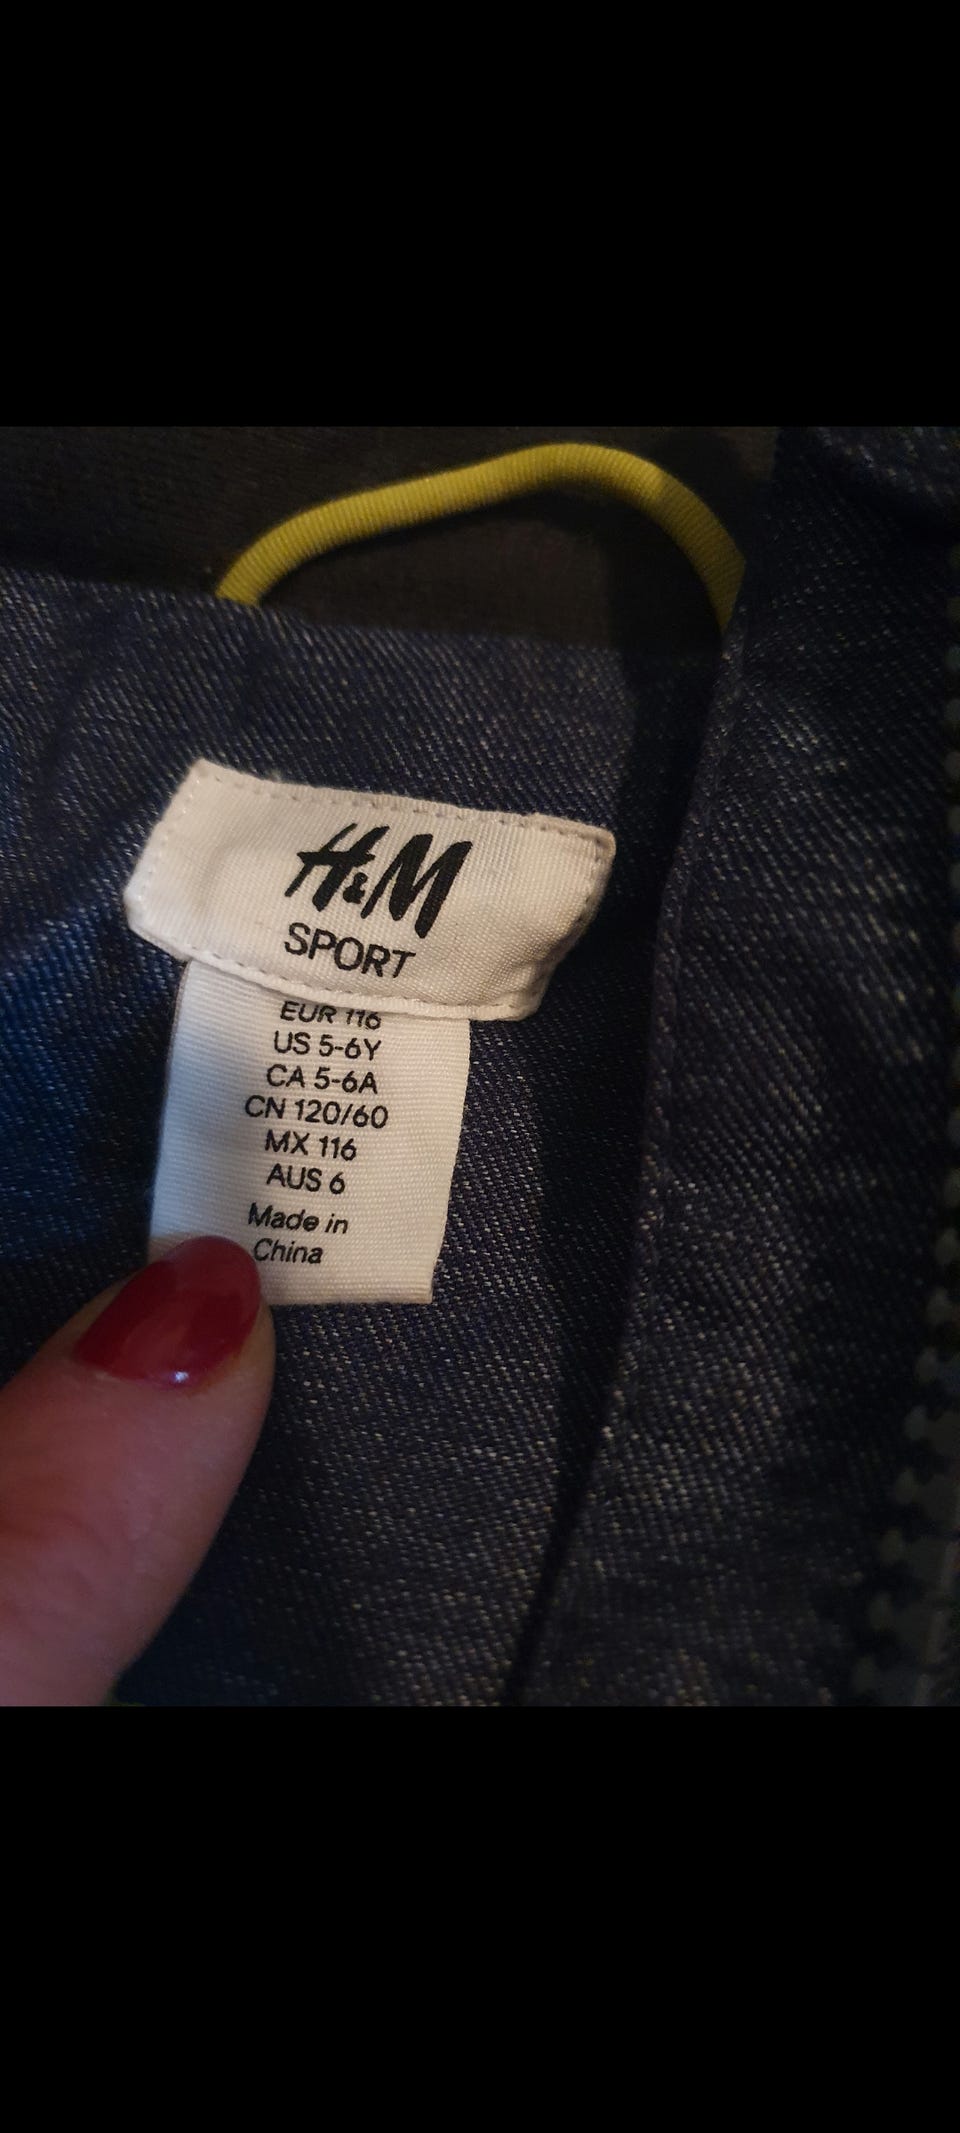 H&M
SPORT
EUR 116
US 5-6Y
CA 5-6A
CN 120/60
MX 116
AUS 6
Made in
China